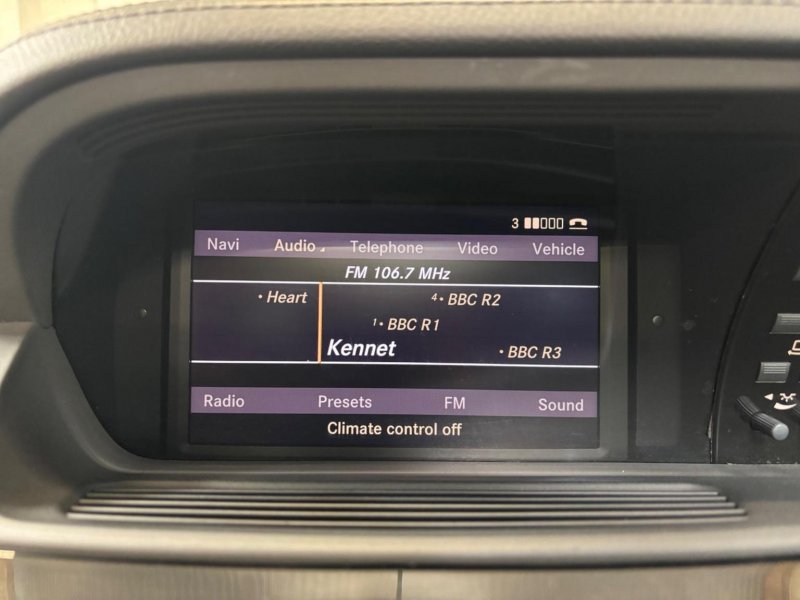 3
Navi Audio Telephone Video Vehicle
FM 106.7 MHz
• Heart 4• BBC R2
1• BBC R1
Kennet • BBC R3
Radio Presets FM Sound
Climate control off